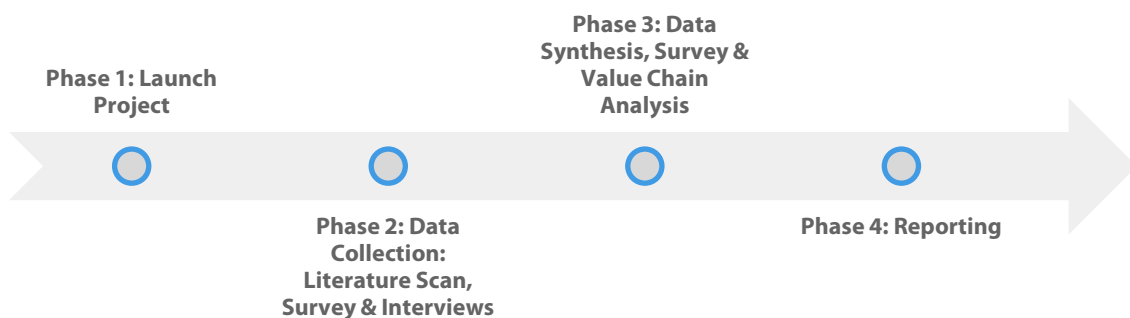 Phase 1: Launch
Project
Phase 2: Data
Collection:
Literature Scan,
Survey & Interviews
Phase 3: Data
Synthesis, Survey &
Value Chain
Analysis
Phase 4: Reporting